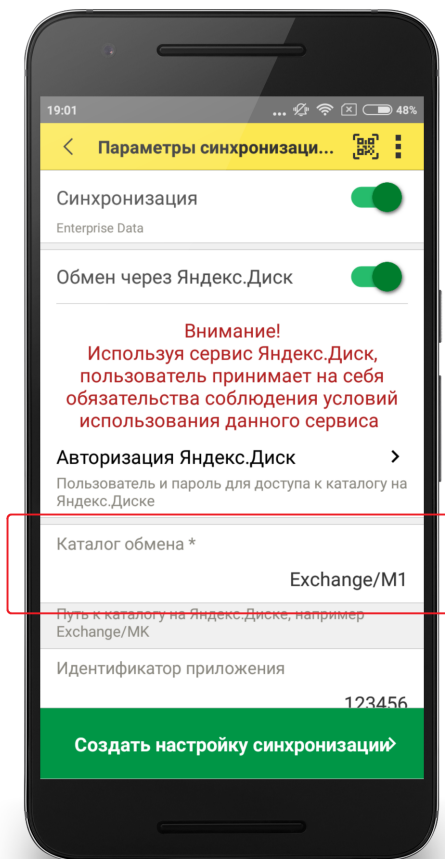 19:01
... 48%
Параметры синхронизаци...
Синхронизация
Enterprise Data
Обмен через Яндекс.Диск
Внимание!
Используя сервис Яндекс.Диск,
пользователь принимает на себя
обязательства соблюдения условий
использования данного сервиса
Авторизация Яндекс.Диск
Пользователь и пароль для доступа к каталогу на
Яндекс.Диске
Каталог обмена *
Exchange/M1
Путь к каталогу на Яндекс.Диске, например
Exchange/MK
Идентификатор приложения
123456
Создать настройку синхронизации